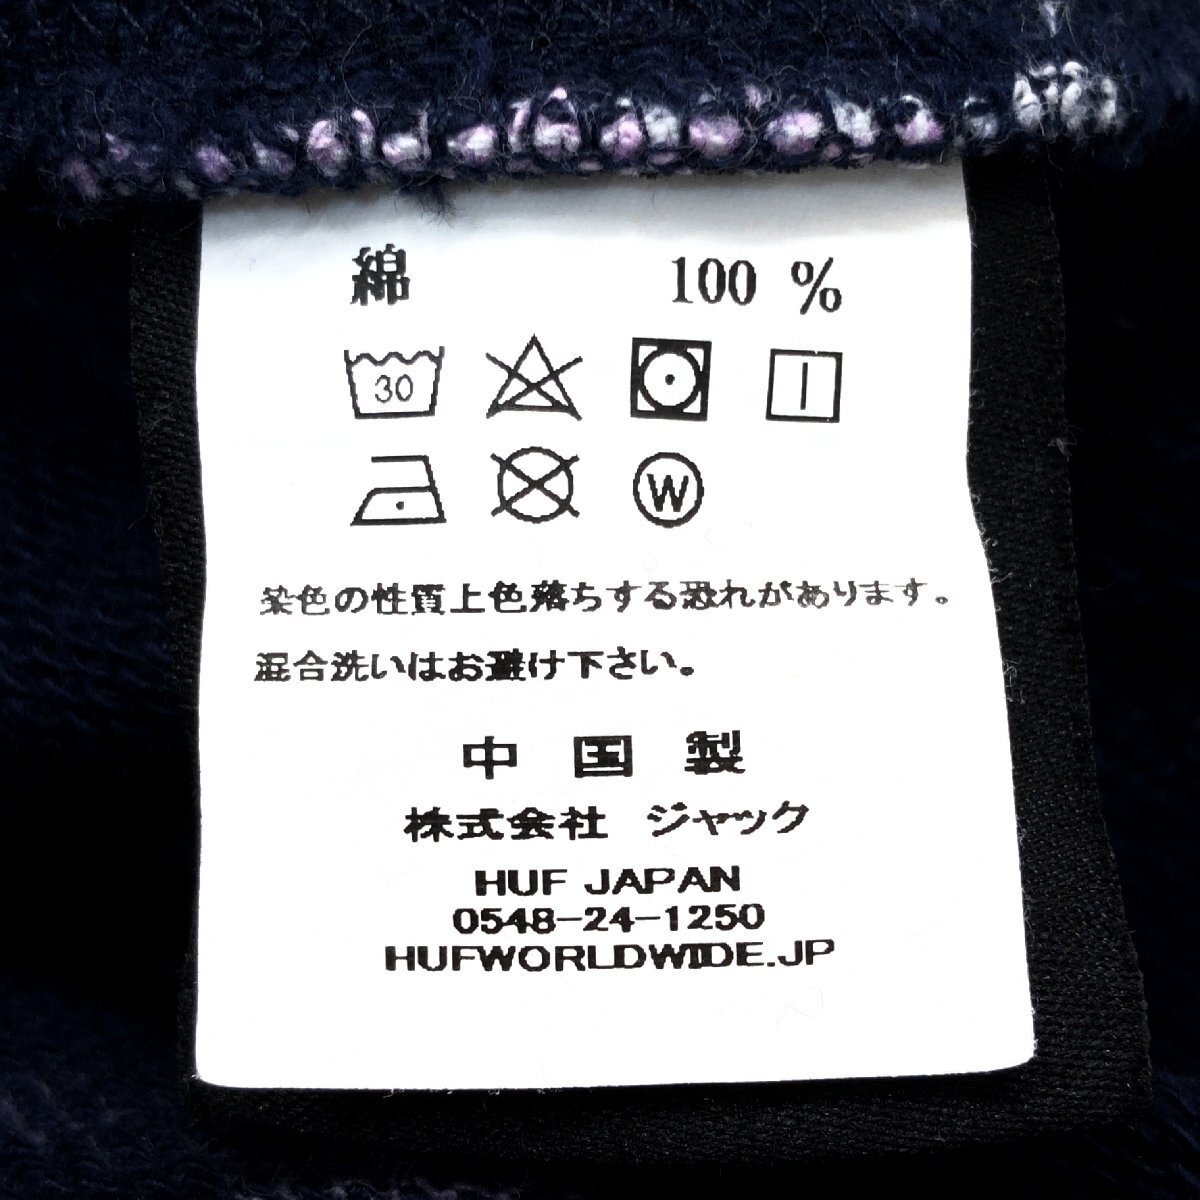 綿 100 %
30
W
染色の性質上色落ちする恐れがあります。
混合洗いはお避け下さい。
中国製
株式会社 ジャック
HUF JAPAN
0548-24-1250
HUFWORLDWIDE.JP